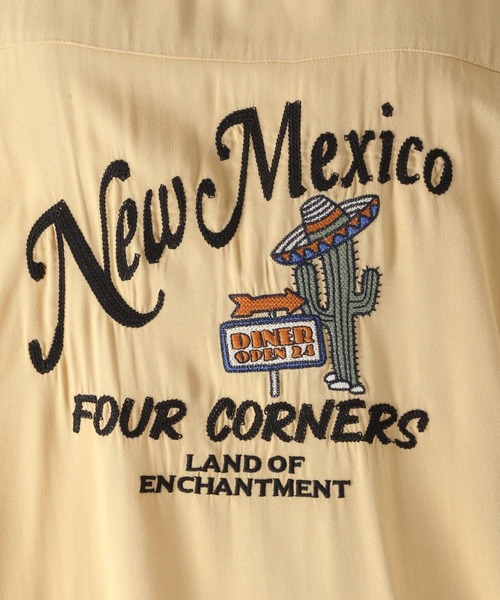 New Mexico
DINER
OPEN 24
FOUR CORNERS
LAND OF
ENCHANTMENT